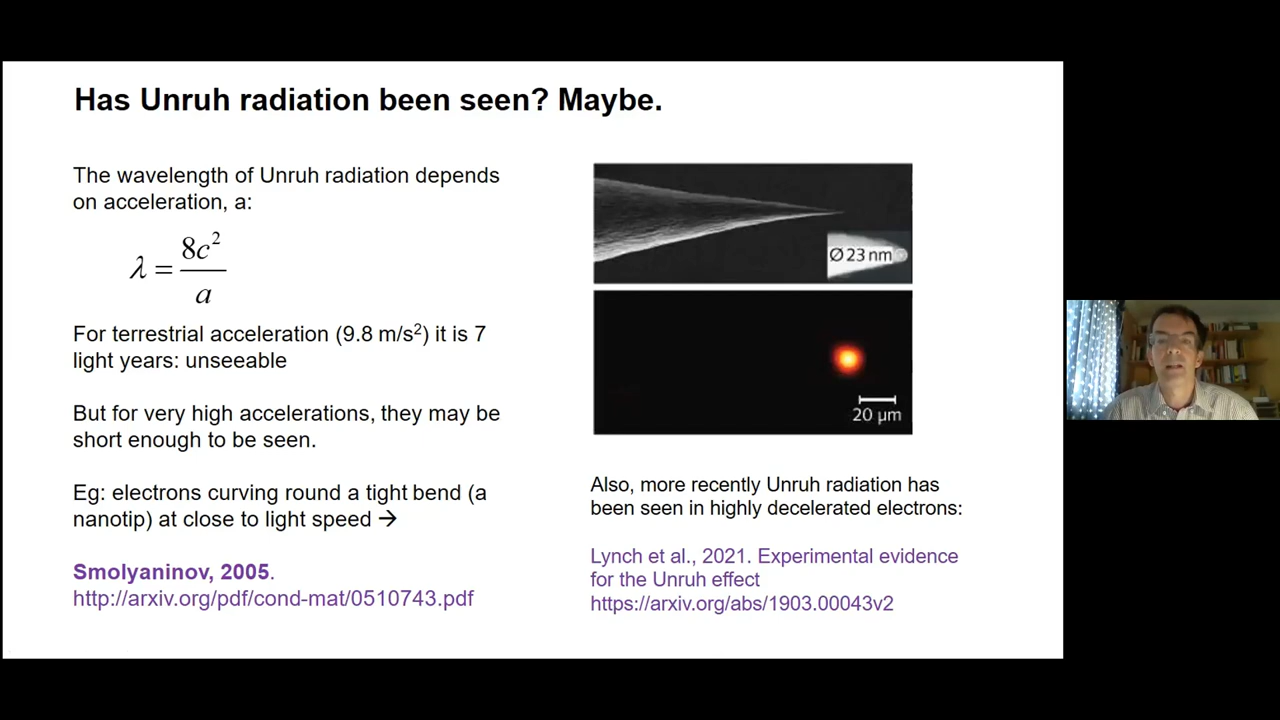 Has Unruh radiation been seen? Maybe.
The wavelength of Unruh radiation depends
on acceleration, a:
λ = 8c² / a
For terrestrial acceleration (9.8 m/s²) it is 7
light years: unseeable
But for very high accelerations, they may be
short enough to be seen.
Eg: electrons curving round a tight bend (a
nanotip) at close to light speed →
Smolyaninov, 2005.
http://arxiv.org/pdf/cond-mat/0510743.pdf
Ø 23 nm
20 µm
Also, more recently Unruh radiation has
been seen in highly decelerated electrons:
Lynch et al., 2021. Experimental evidence
for the Unruh effect
https://arxiv.org/abs/1903.00043v2